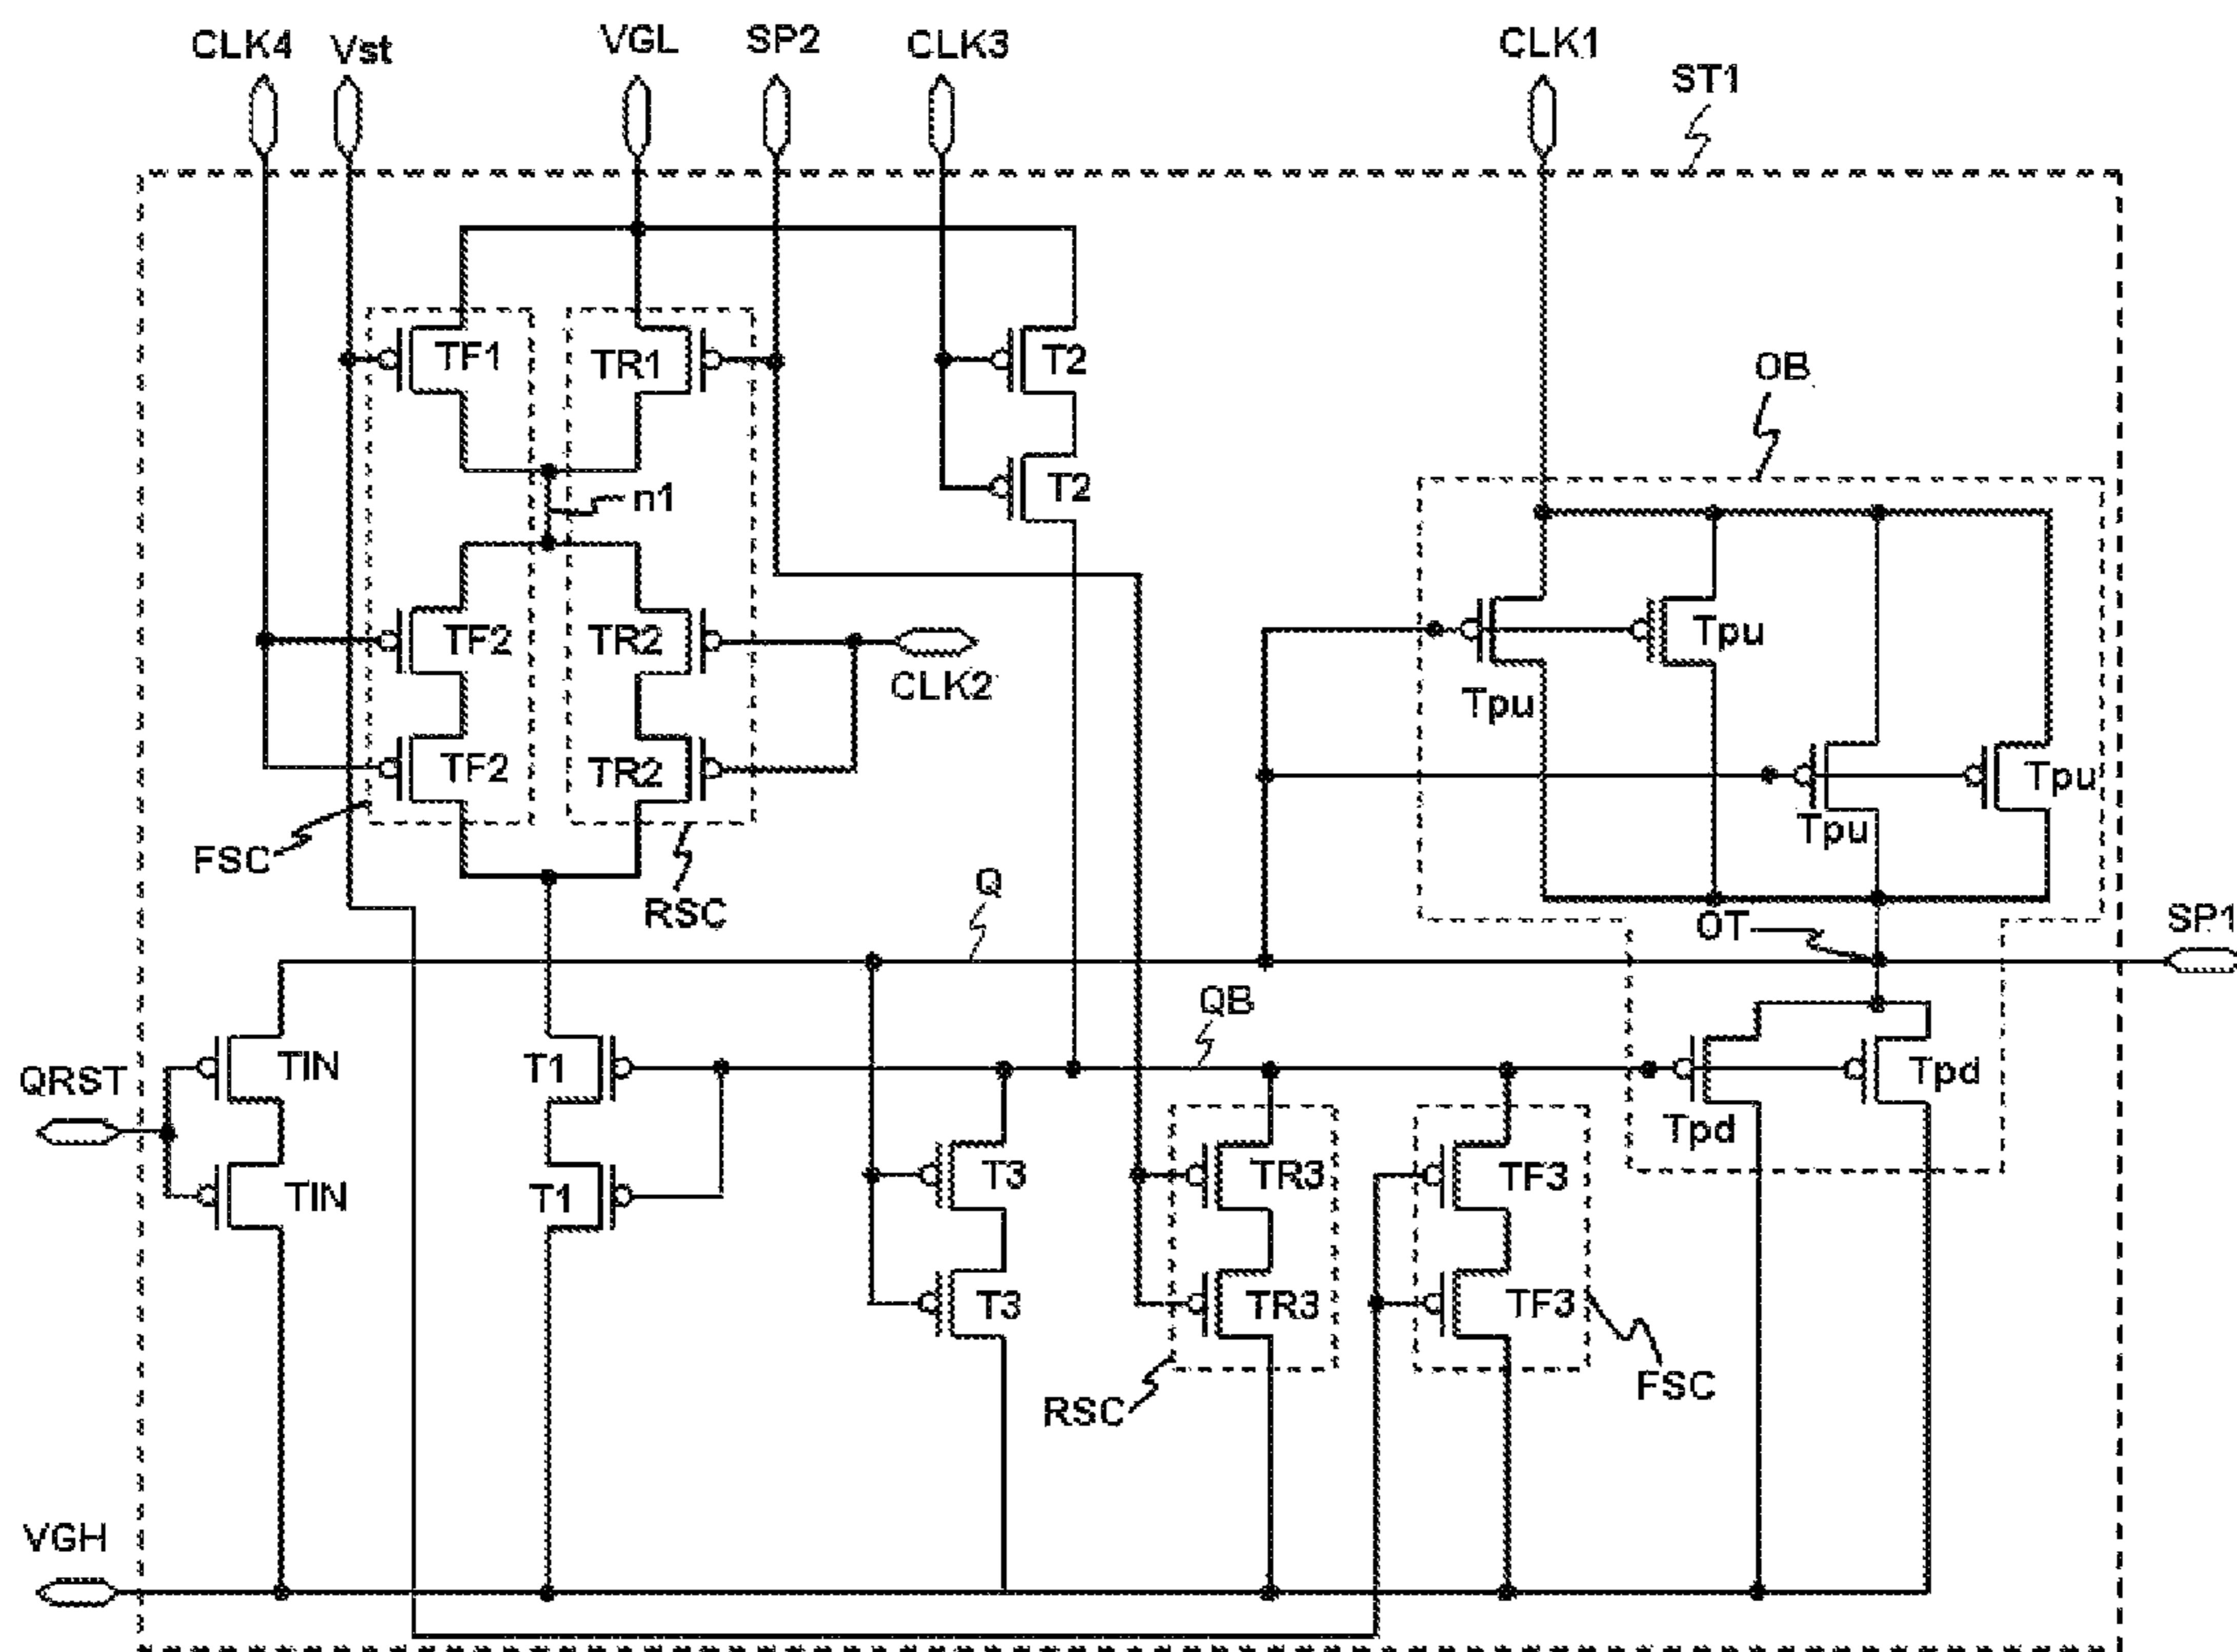 CLK4 Vst VGL SP2 CLK3 CLK1
ST1
TF1 TR1 T2 OB
n1 T2
TF2 TR2 Tpu
CLK2
Tpu
TF2 TR2 Tpu
Tpu
FSC RSC Q
OT SP1
QB
QRST TIN T1 Tpd
Tpd
TIN T1 T3 TR3 TF3
T3 TR3 TF3
RSC FSC
VGH